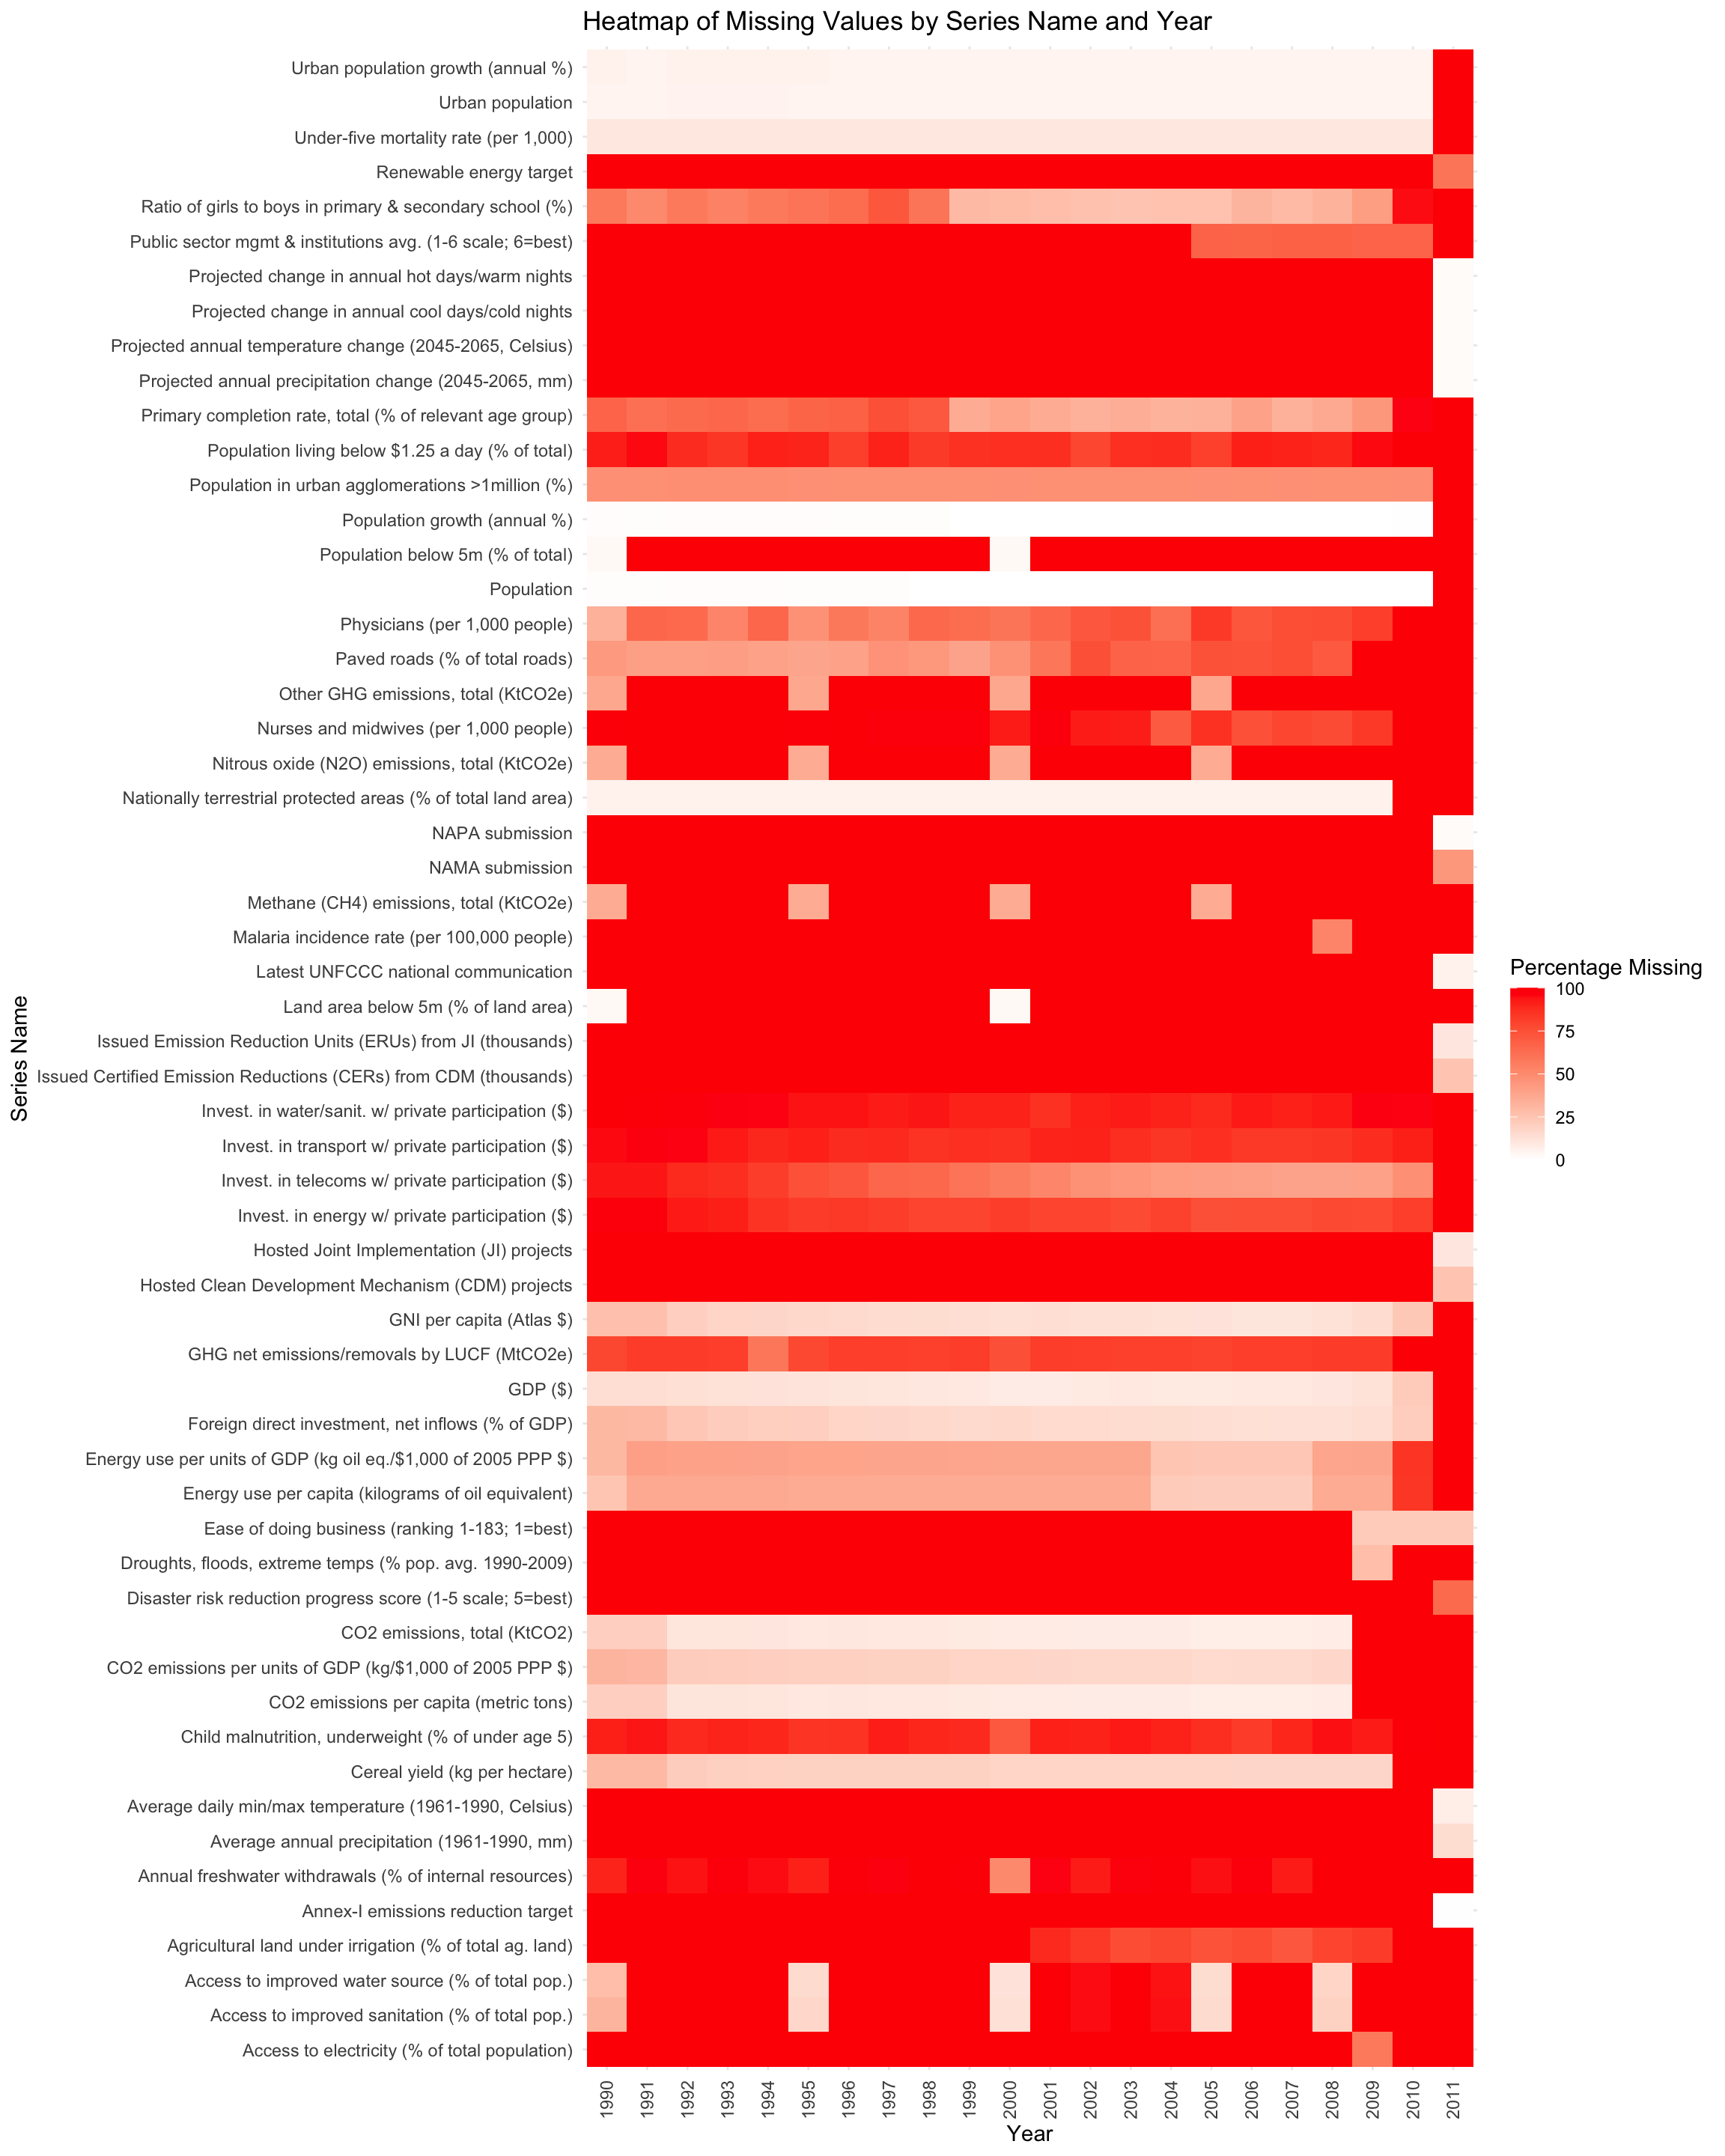 Heatmap of Missing Values by Series Name and Year
Urban population growth (annual %)
Urban population
Under-five mortality rate (per 1,000)
Renewable energy target
Ratio of girls to boys in primary & secondary school (%)
Public sector mgmt & institutions avg. (1-6 scale; 6=best)
Projected change in annual hot days/warm nights
Projected change in annual cool days/cold nights
Projected annual temperature change (2045-2065, Celsius)
Projected annual precipitation change (2045-2065, mm)
Primary completion rate, total (% of relevant age group)
Population living below $1.25 a day (% of total)
Population in urban agglomerations >1million (%)
Population growth (annual %)
Population below 5m (% of total)
Population
Physicians (per 1,000 people)
Paved roads (% of total roads)
Other GHG emissions, total (KtCO2e)
Nurses and midwives (per 1,000 people)
Nitrous oxide (N2O) emissions, total (KtCO2e)
Nationally terrestrial protected areas (% of total land area)
NAPA submission
NAMA submission
Methane (CH4) emissions, total (KtCO2e)
Malaria incidence rate (per 100,000 people)
Latest UNFCCC national communication
Land area below 5m (% of land area)
Issued Emission Reduction Units (ERUs) from JI (thousands)
Issued Certified Emission Reductions (CERs) from CDM (thousands)
Invest. in water/sanit. w/ private participation ($)
Invest. in transport w/ private participation ($)
Invest. in telecoms w/ private participation ($)
Invest. in energy w/ private participation ($)
Hosted Joint Implementation (JI) projects
Hosted Clean Development Mechanism (CDM) projects
GNI per capita (Atlas $)
GHG net emissions/removals by LUCF (MtCO2e)
GDP ($)
Foreign direct investment, net inflows (% of GDP)
Energy use per units of GDP (kg oil eq./$1,000 of 2005 PPP $)
Energy use per capita (kilograms of oil equivalent)
Ease of doing business (ranking 1-183; 1=best)
Droughts, floods, extreme temps (% pop. avg. 1990-2009)
Disaster risk reduction progress score (1-5 scale; 5=best)
CO2 emissions, total (KtCO2)
CO2 emissions per units of GDP (kg/$1,000 of 2005 PPP $)
CO2 emissions per capita (metric tons)
Child malnutrition, underweight (% of under age 5)
Cereal yield (kg per hectare)
Average daily min/max temperature (1961-1990, Celsius)
Average annual precipitation (1961-1990, mm)
Annual freshwater withdrawals (% of internal resources)
Annex-I emissions reduction target
Agricultural land under irrigation (% of total ag. land)
Access to improved water source (% of total pop.)
Access to improved sanitation (% of total pop.)
Access to electricity (% of total population)
Series Name
1990 1991 1992 1993 1994 1995 1996 1997 1998 1999 2000 2001 2002 2003 2004 2005 2006 2007 2008 2009 2010 2011
Year
Percentage Missing
100
75
50
25
0